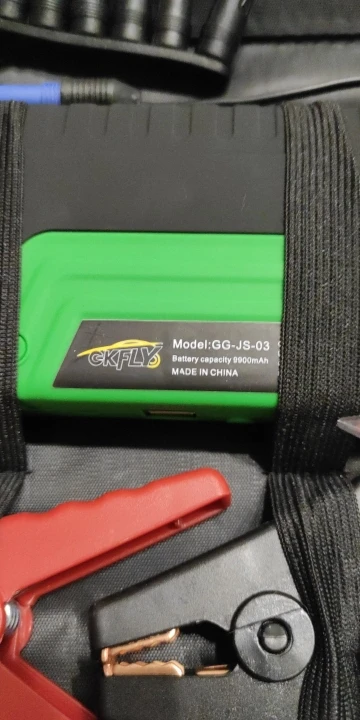 GKFLY
Model:GG-JS-03
Battery capacity 9900mAh
MADE IN CHINA